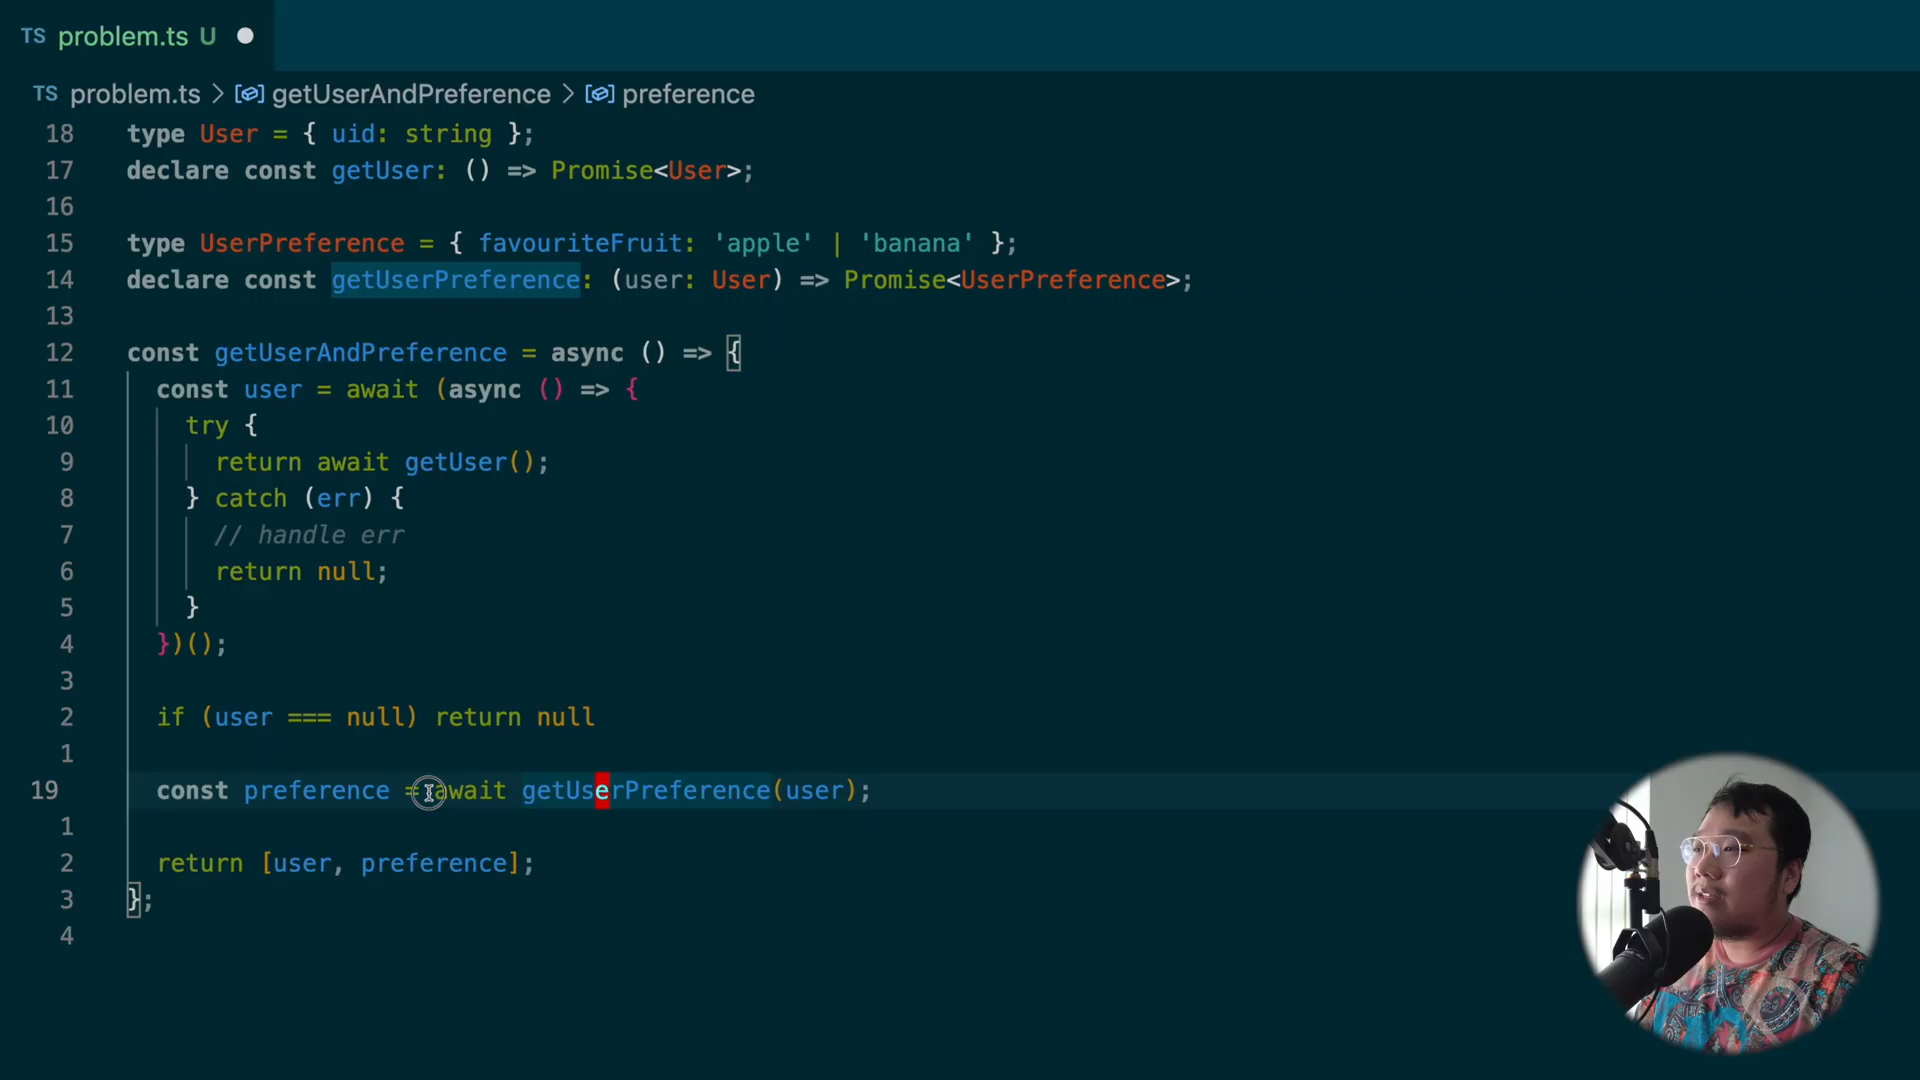 TS problem.ts U
TS problem.ts > getUserAndPreference > preference
18 type User = { uid: string };
17 declare const getUser: () => Promise<User>;
16
15 type UserPreference = { favouriteFruit: 'apple' | 'banana' };
14 declare const getUserPreference: (user: User) => Promise<UserPreference>;
13
12 const getUserAndPreference = async () => {
11 const user = await (async () => {
10 try {
9 return await getUser();
8 } catch (err) {
7 // handle err
6 return null;
5 }
4 })();
3
2 if (user === null) return null
1
19 const preference = await getUserPreference(user);
1
2 return [user, preference];
3 };
4